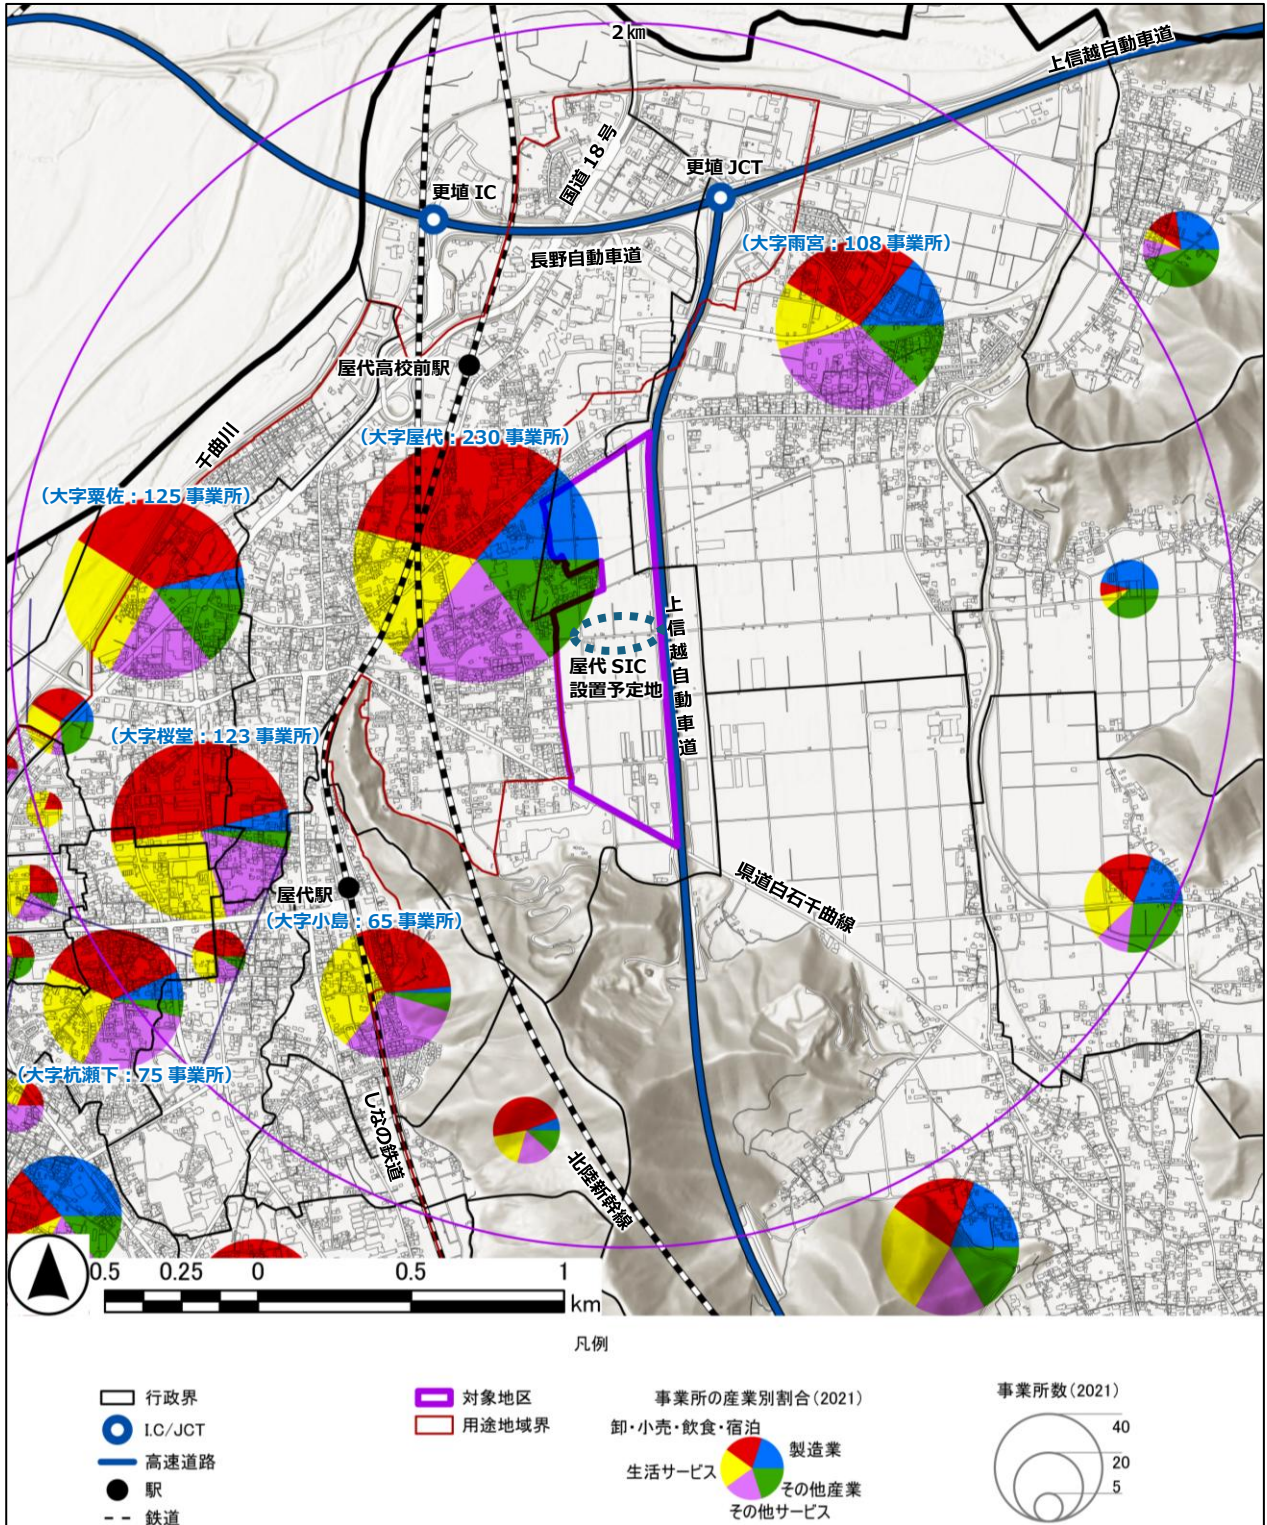 2㎞
上信越自動車道
国道18号
更埴 JCT
更埴 IC
長野自動車道
（大字雨宮：108 事業所）
屋代高校前駅
千曲川
（大字屋代：230 事業所）
（大字粟佐：125 事業所）
上信越自動車道
屋代 SIC
設置予定地
（大字桜堂：123 事業所）
屋代駅
（大字小島：65 事業所）
県道白石千曲線
（大字杭瀬下：75 事業所）
しなの鉄道
北陸新幹線
0.5 0.25 0 0.5 1
km
凡例
行政界
I.C/JCT
高速道路
駅
鉄道
対象地区
用途地域界
事業所の産業別割合(2021)
卸・小売・飲食・宿泊
製造業
生活サービス
その他産業
その他サービス
事業所数(2021)
40
20
5